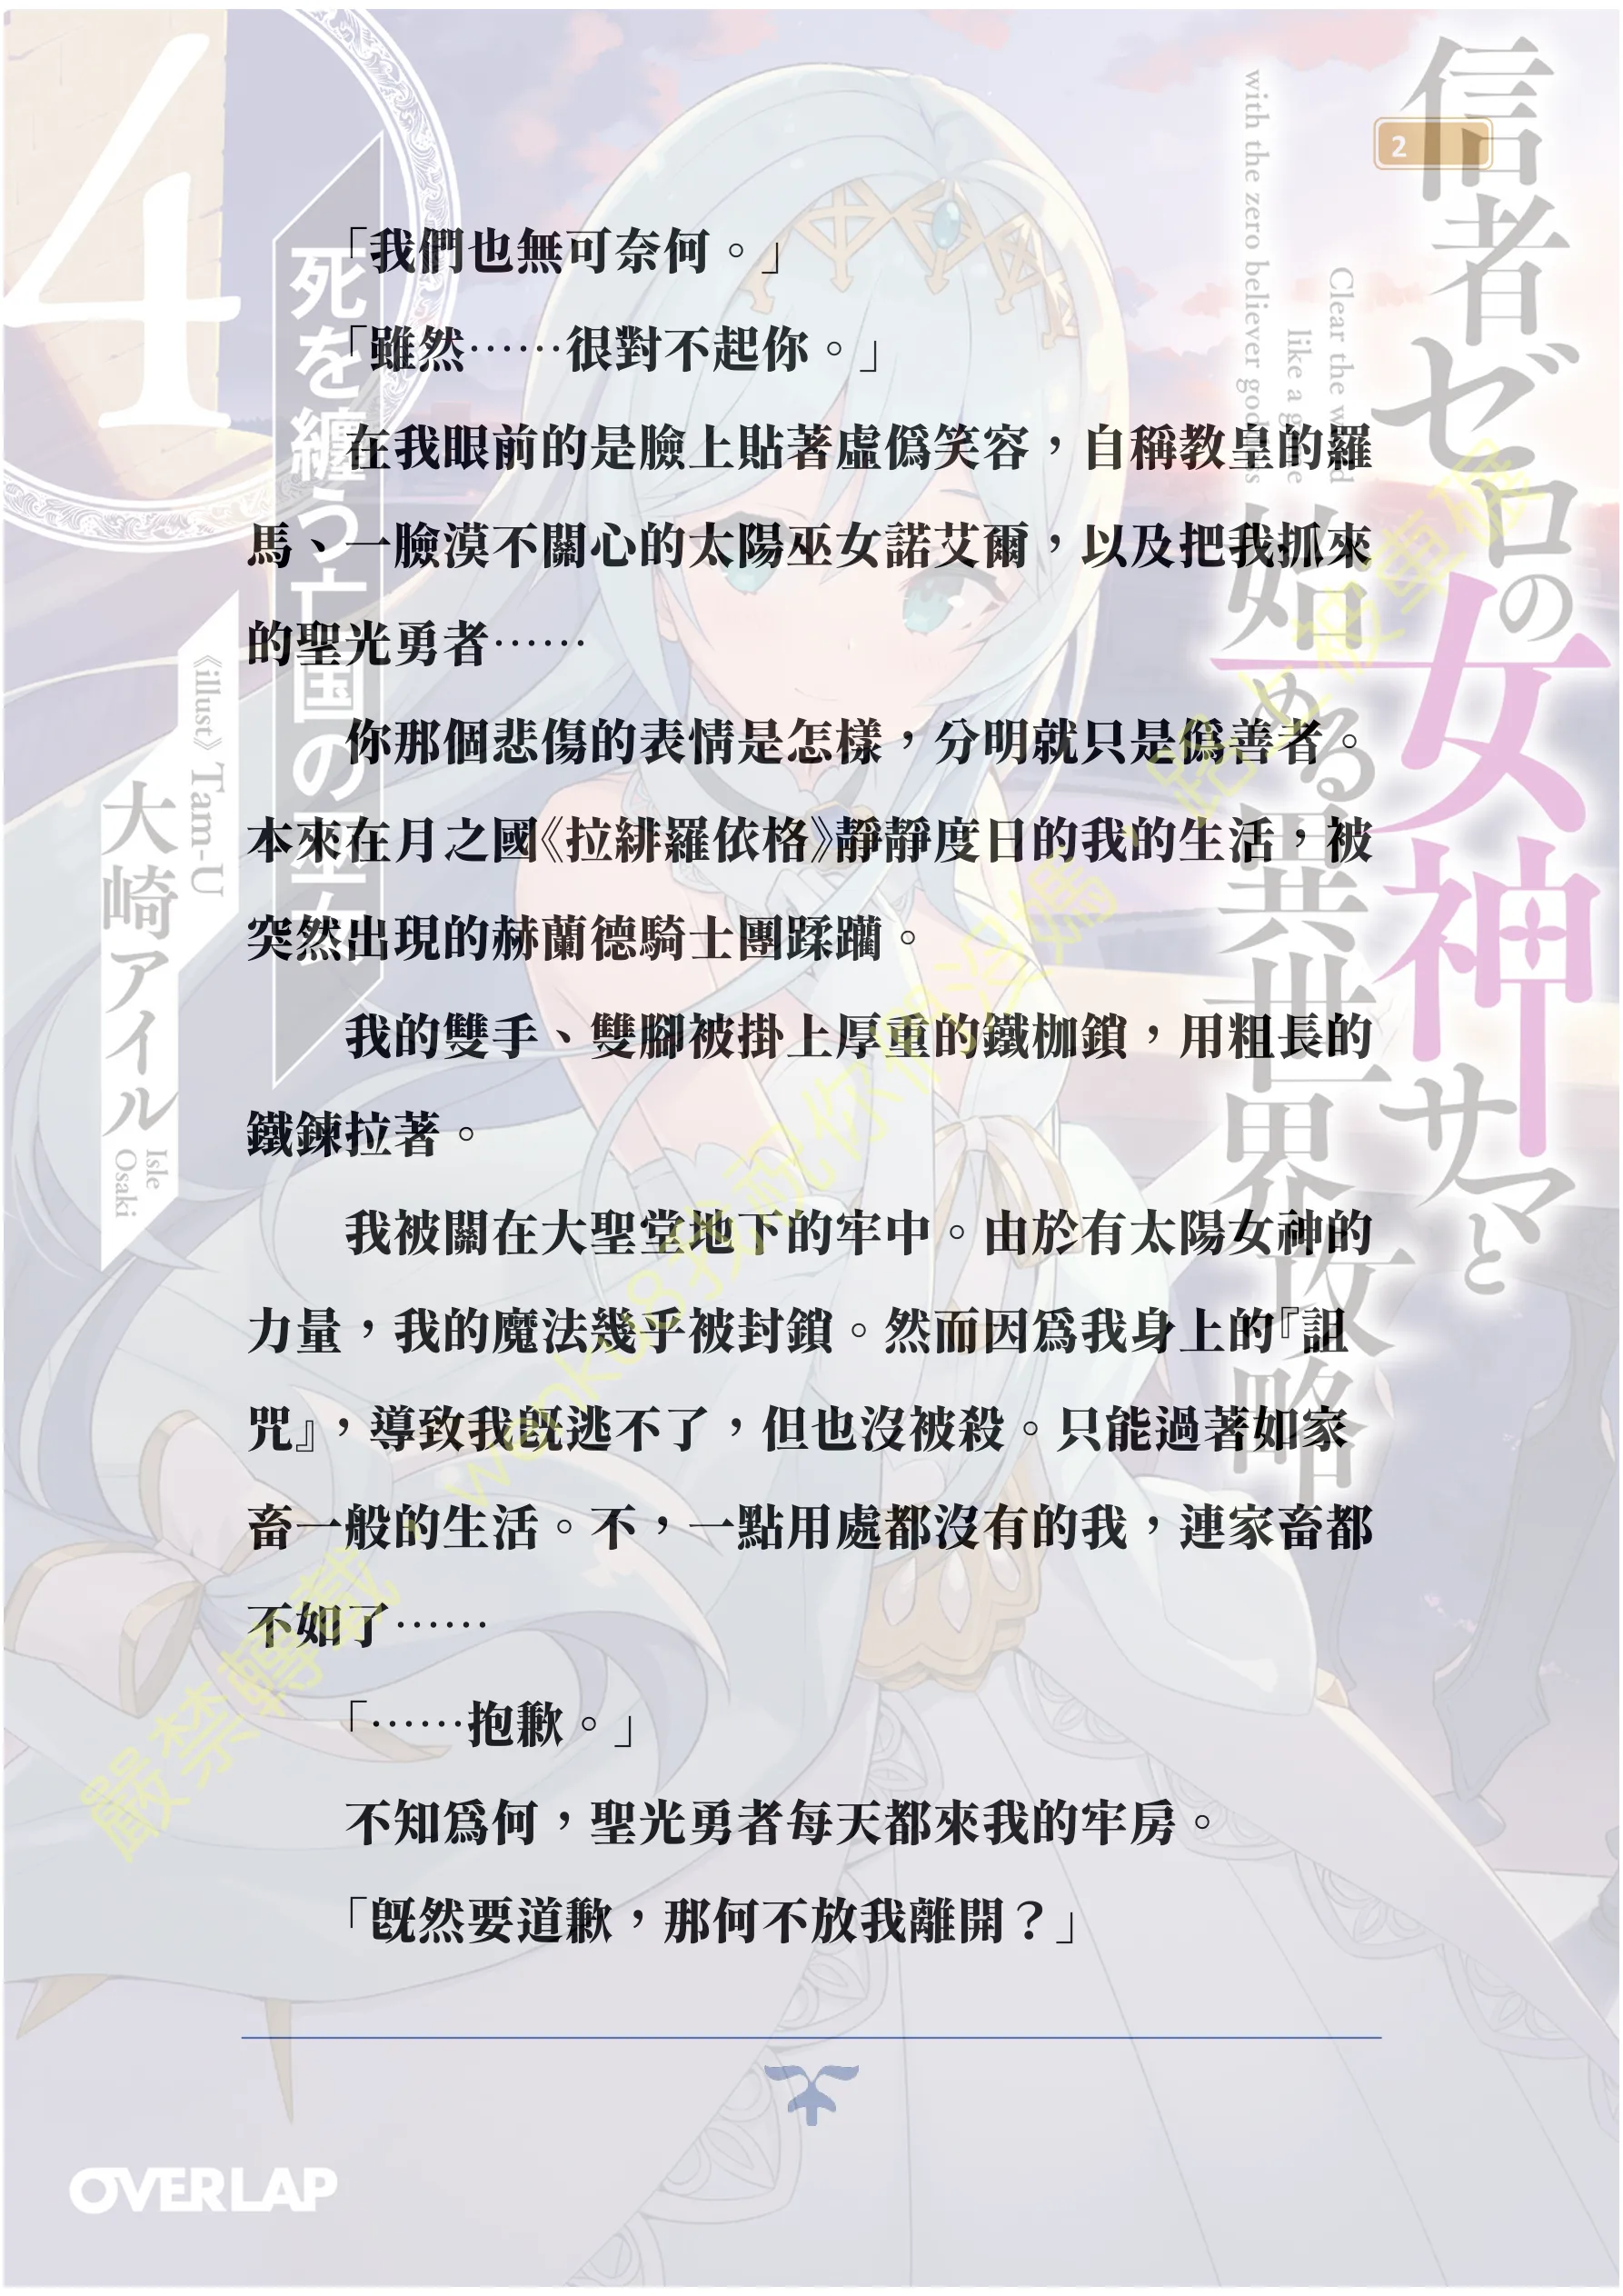 2
「我們也無可奈何。」
「雖然……很對不起你。」
在我眼前的是臉上貼著虛僞笑容，自稱教皇的羅
馬、一臉漠不關心的太陽巫女諾艾爾，以及把我抓來
的聖光勇者……
你那個悲傷的表情是怎樣，分明就只是僞善者。
本來在月之國《拉緋羅依格》靜靜度日的我的生活，被
突然出現的赫蘭德騎士團蹂躪。
我的雙手、雙腳被掛上厚重的鐵枷鎖，用粗長的
鐵鍊拉著。
我被關在大聖堂地下的牢中。由於有太陽女神的
力量，我的魔法幾乎被封鎖。然而因爲我身上的『詛
咒』，導致我旣逃不了，但也沒被殺。只能過著如家
畜一般的生活。不，一點用處都沒有的我，連家畜都
不如了……
「……抱歉。」
不知爲何，聖光勇者每天都來我的牢房。
「旣然要道歉，那何不放我離開？」
信者ゼロの女神サマと
始める異世界攻略
Clear the world
like a game
with the zero believer goddess
4
死を纏う亡国の巫女
《illust》Tam-U
大崎アイル
Isle
Osaki
OVERLAP
嚴禁轉載